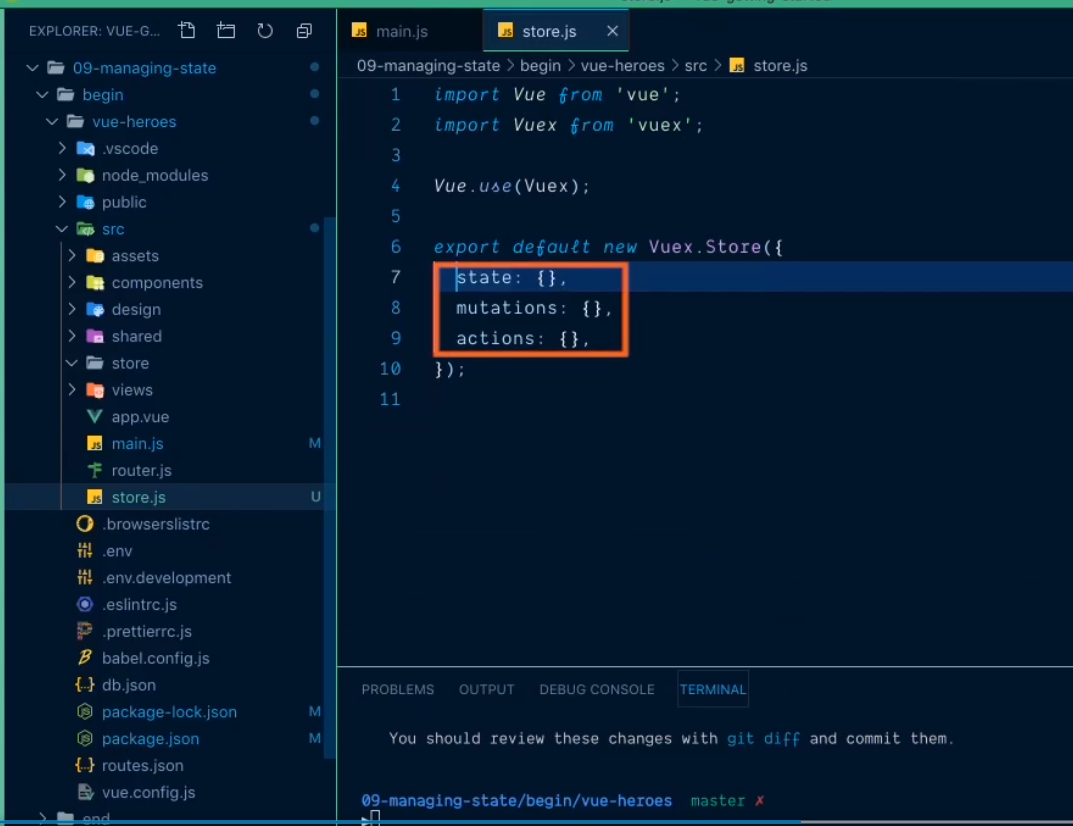 EXPLORER: VUE-G...
09-managing-state
begin
vue-heroes
.vscode
node_modules
public
src
assets
components
design
shared
store
views
app.vue
main.js M
router.js
store.js U
.browserslistrc
.env
.env.development
.eslintrc.js
.prettierrc.js
babel.config.js
db.json
package-lock.json M
package.json M
routes.json
vue.config.js
end
main.js
store.js
09-managing-state > begin > vue-heroes > src > store.js
1 import Vue from 'vue';
2 import Vuex from 'vuex';
3
4 Vue.use(Vuex);
5
6 export default new Vuex.Store({
7 state: {},
8 mutations: {},
9 actions: {},
10 });
11
PROBLEMS OUTPUT DEBUG CONSOLE TERMINAL
You should review these changes with git diff and commit them.
09-managing-state/begin/vue-heroes master ✗